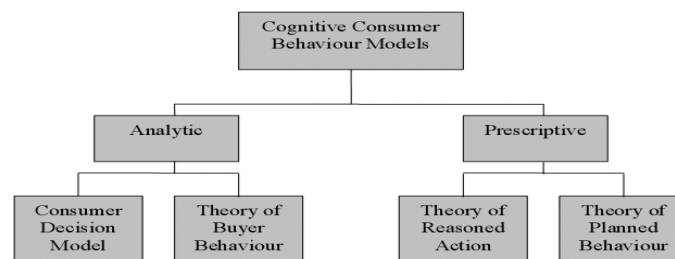 Cognitive Consumer
Behaviour Models
Analytic
Prescriptive
Consumer
Decision
Model
Theory of
Buyer
Behaviour
Theory of
Reasoned
Action
Theory of
Planned
Behaviour